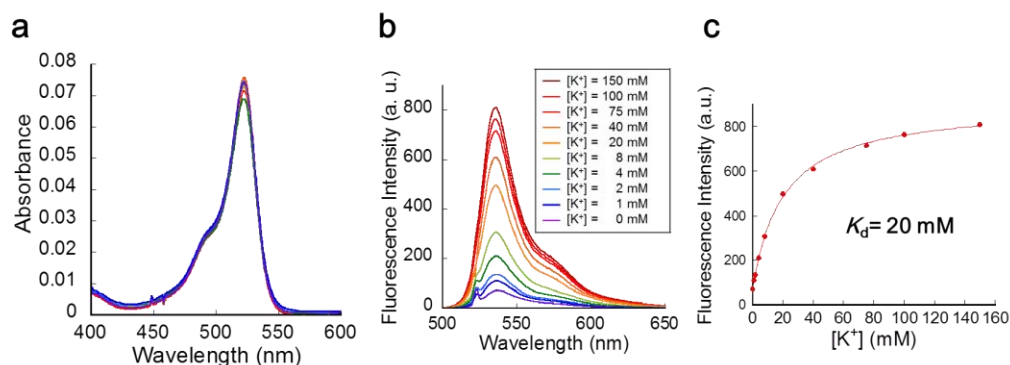 a
0.08
0.07
0.06
0.05
0.04
0.03
0.02
0.01
0
Absorbance
400
450
500
550
600
Wavelength (nm)
b
800
600
400
200
0
Fluorescence Intensity (a. u.)
[K⁺] = 150 mM
[K⁺] = 100 mM
[K⁺] = 75 mM
[K⁺] = 40 mM
[K⁺] = 20 mM
[K⁺] = 8 mM
[K⁺] = 4 mM
[K⁺] = 2 mM
[K⁺] = 1 mM
[K⁺] = 0 mM
500
550
600
650
Wavelength (nm)
c
800
600
400
200
0
Fluorescence Intensity (a.u.)
Kd= 20 mM
0 20 40 60 80 100 120 140 160
[K⁺] (mM)